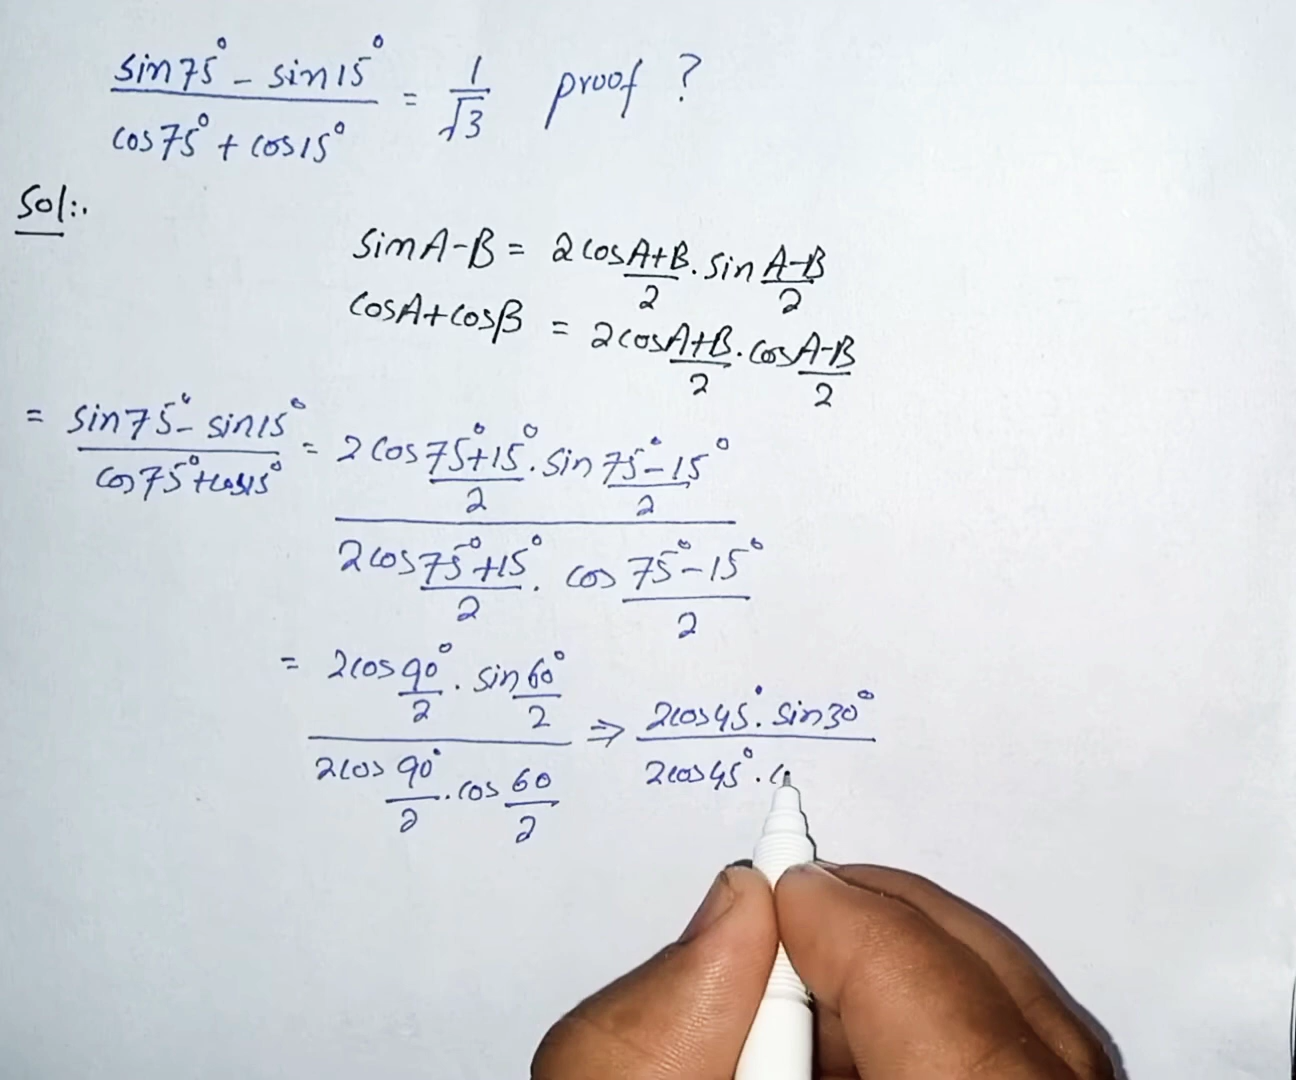 sin75° - sin15° / cos75° + cos15° = 1/√3 proof ?
Sol:.
sinA-B = 2cos A+B/2 . sin A-B/2
cosA+cosB = 2cos A+B/2 . cos A-B/2
= sin75° - sin15° / cos75°+cos15° = 2cos 75°+15°/2 . sin 75°-15°/2 / 2cos 75°+15°/2 . cos 75°-15°/2
= 2cos 90°/2 . sin 60°/2 / 2cos 90°/2 . cos 60/2 ⇒ 2cos45° . sin30° / 2cos45° . c